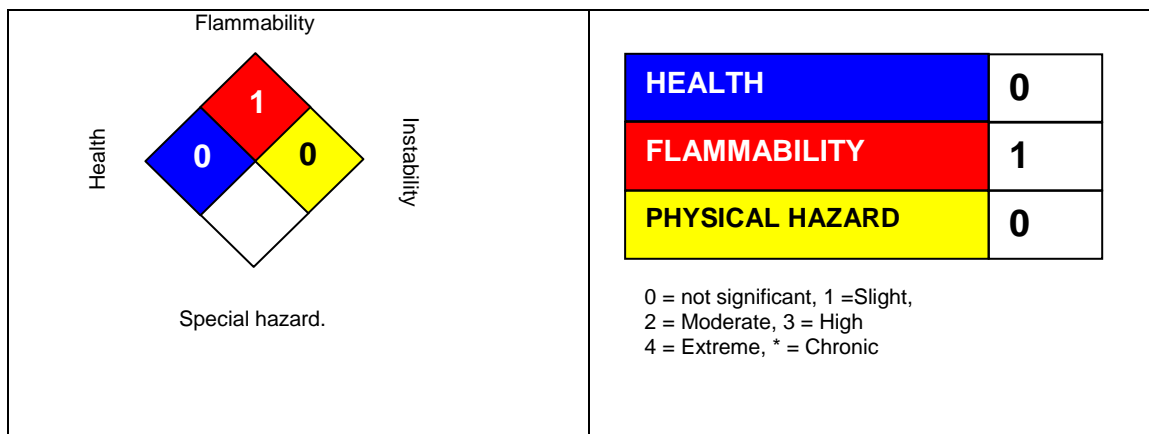 Flammability
1
Health
0
0
Instability
Special hazard.
HEALTH 0
FLAMMABILITY 1
PHYSICAL HAZARD 0
0 = not significant, 1 =Slight,
2 = Moderate, 3 = High
4 = Extreme, * = Chronic